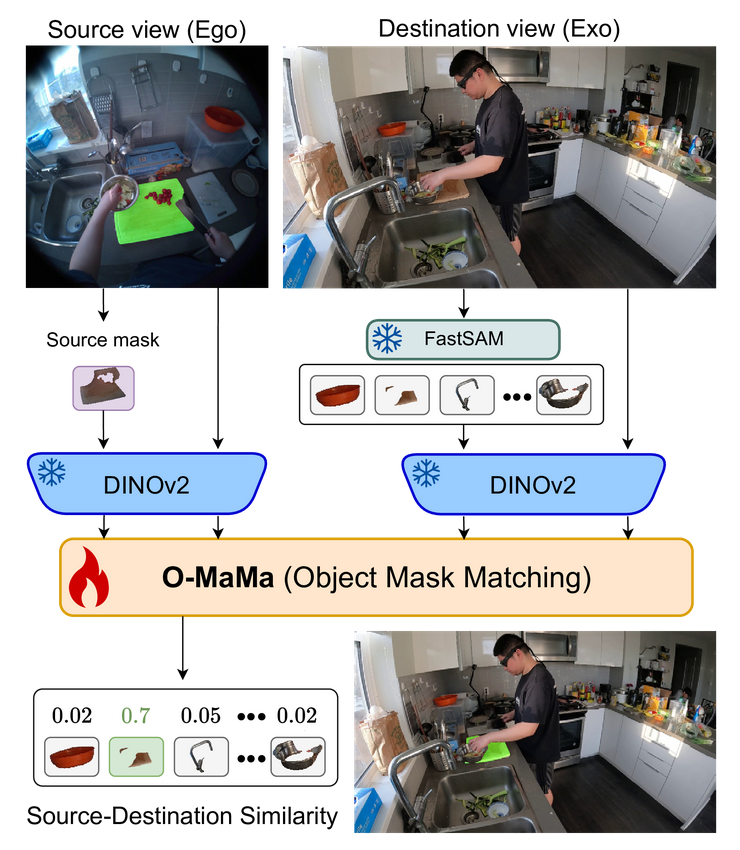 Source view (Ego)
Destination view (Exo)
Source mask
FastSAM
DINOv2
DINOv2
O-MaMa (Object Mask Matching)
0.02 0.7 0.05 ••• 0.02
Source-Destination Similarity